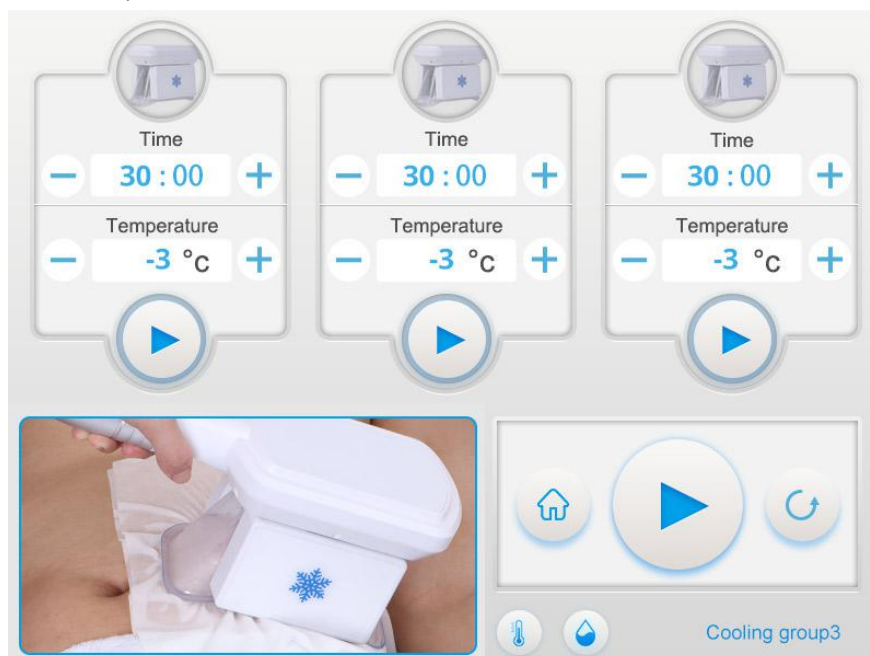 Time Time Time
30 : 00 30 : 00 30 : 00
Temperature Temperature Temperature
-3 °c -3 °c -3 °c
Cooling group3